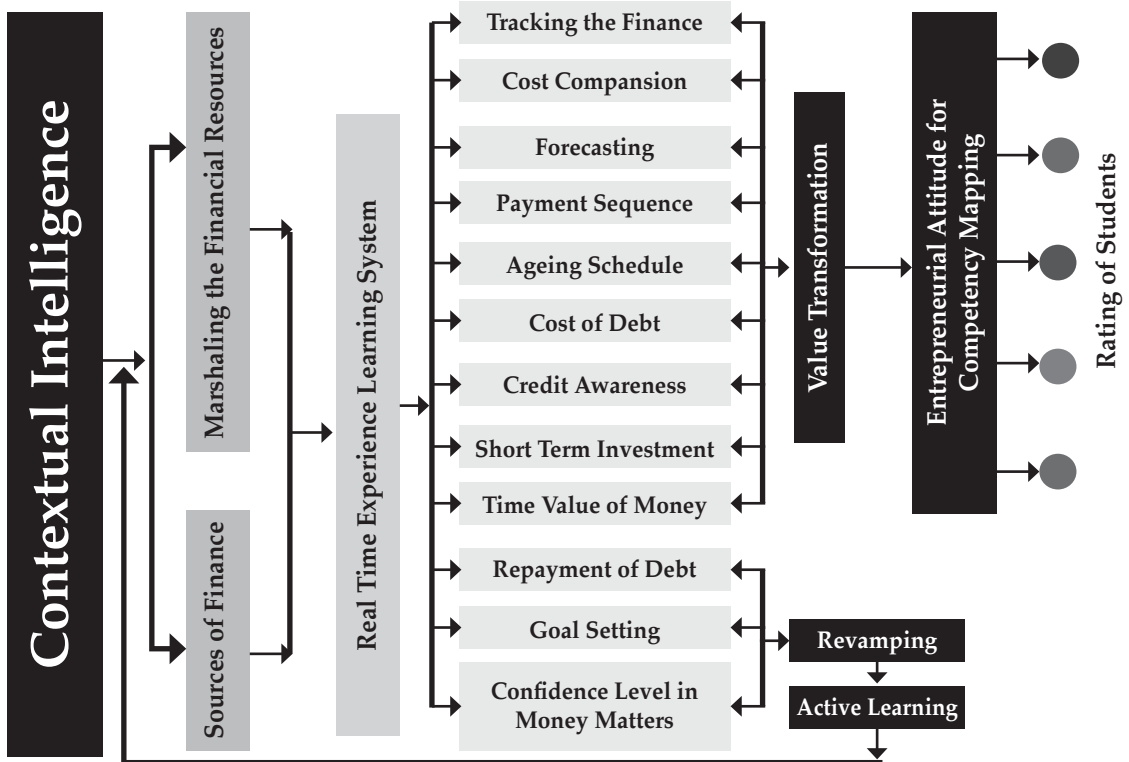 Contextual Intelligence
Marshaling the Financial Resources
Sources of Finance
Real Time Experience Learning System
Tracking the Finance
Cost Compansion
Forecasting
Payment Sequence
Ageing Schedule
Cost of Debt
Credit Awareness
Short Term Investment
Time Value of Money
Repayment of Debt
Goal Setting
Confidence Level in
Money Matters
Value Transformation
Revamping
Active Learning
Entrepreneurial Attitude for
Competency Mapping
Rating of Students